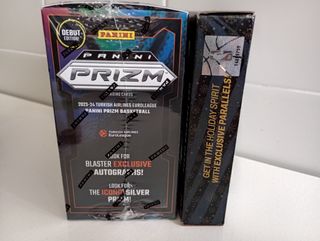 DEBUT
EDITION!
PANINI
PANINI
PRIZM
TRADING CARDS
2023-24 TURKISH AIRLINES EUROLEAGUE
PANINI PRIZM BASKETBALL
TURKISH AIRLINES
EuroLeague
LOOK FOR
BLASTER EXCLUSIVE
AUTOGRAPHS!
LOOK FOR
THE ICONIC SILVER
PRIZM!
GET IN THE HOLIDAY SPIRIT
WITH EXCLUSIVE PARALLELS!